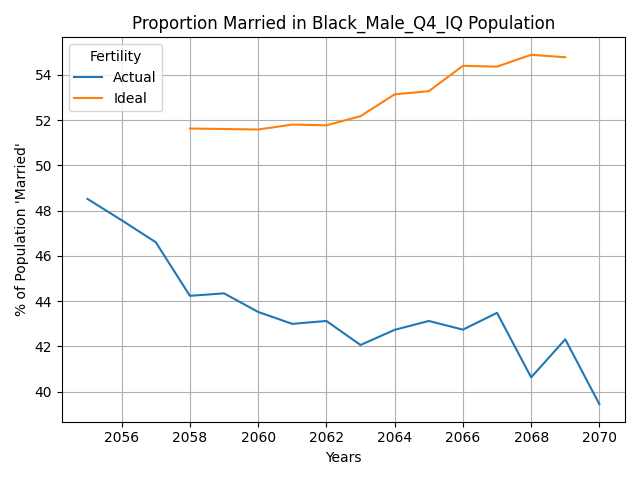 Proportion Married in Black_Male_Q4_IQ Population
Fertility
Actual
Ideal
% of Population 'Married'
54
52
50
48
46
44
42
40
2056 2058 2060 2062 2064 2066 2068 2070
Years